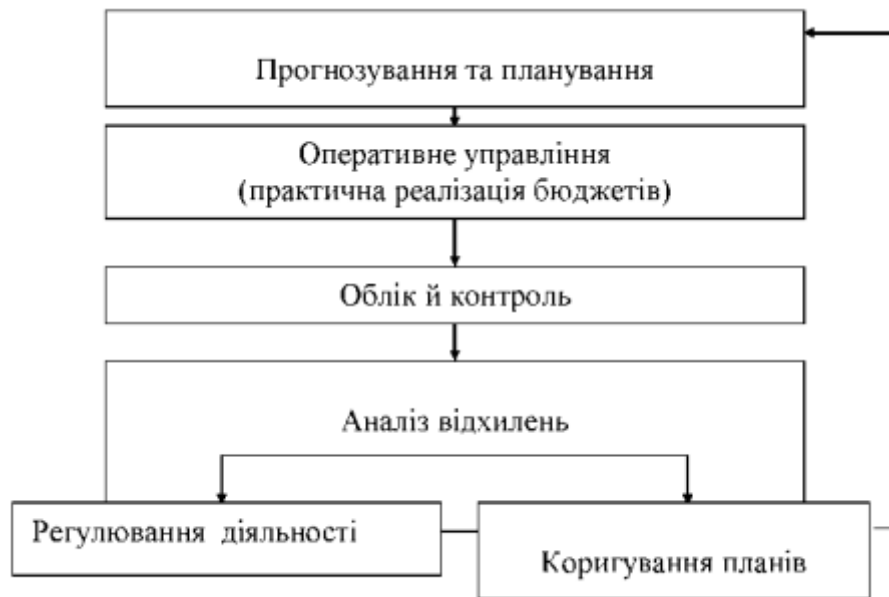 Прогнозування та планування
Оперативне управління
(практична реалізація бюджетів)
Облік й контроль
Аналіз відхилень
Регулювання діяльності
Коригування планів